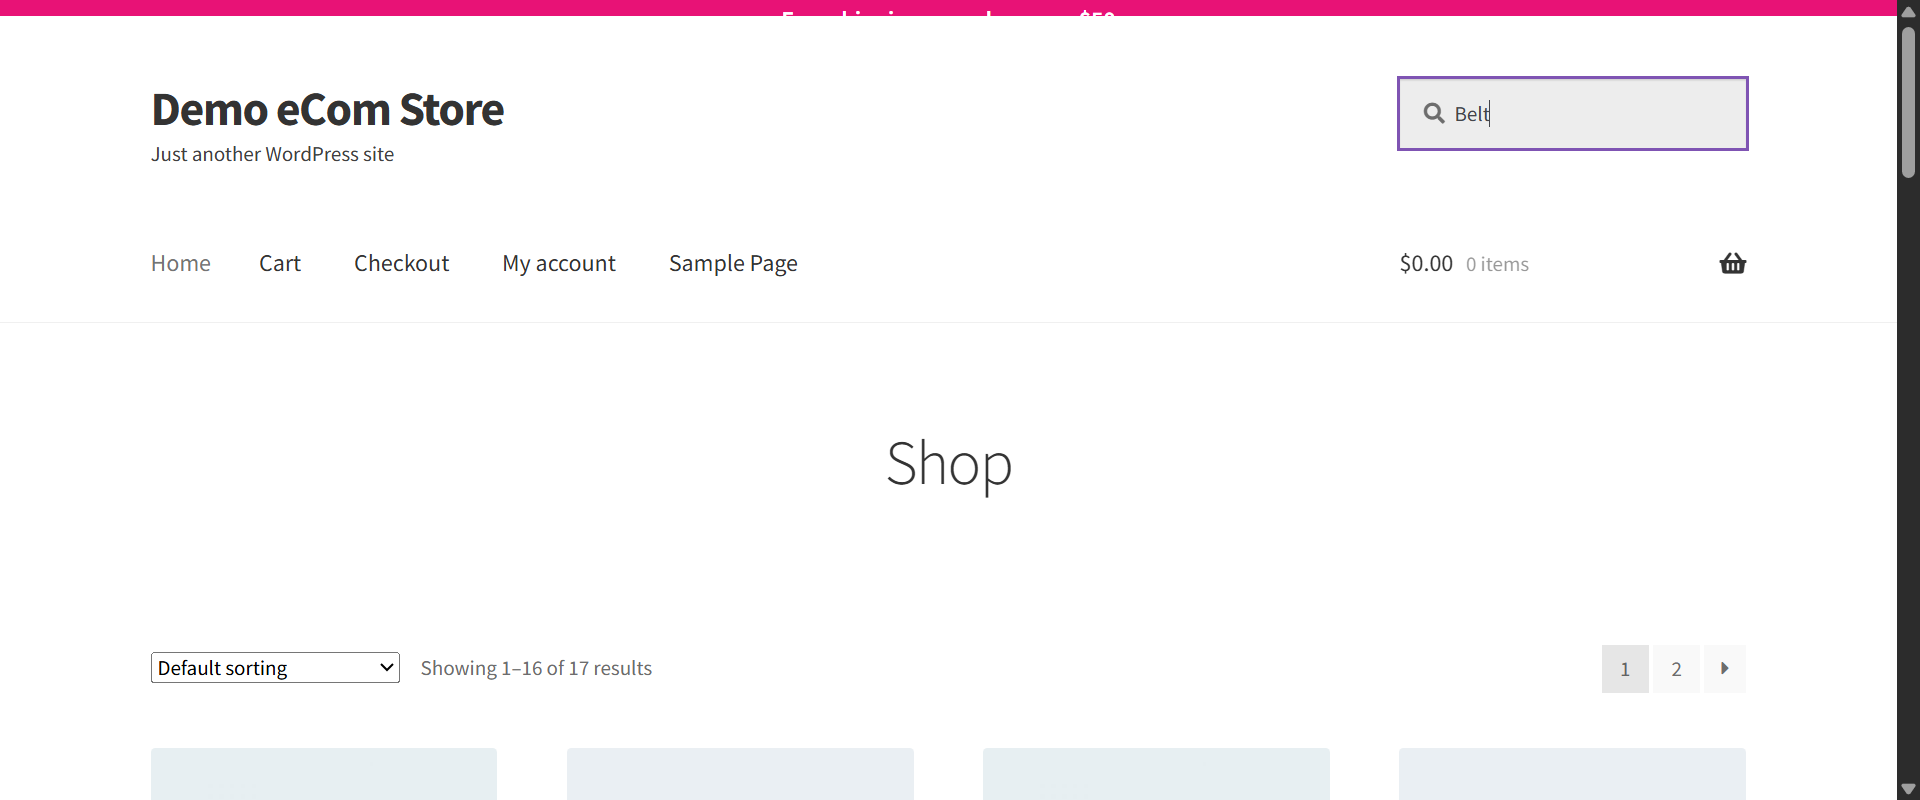 Demo eCom Store
Just another WordPress site
Belt
Home Cart Checkout My account Sample Page
$0.00 0 items
Shop
Default sorting
Showing 1–16 of 17 results
1 2